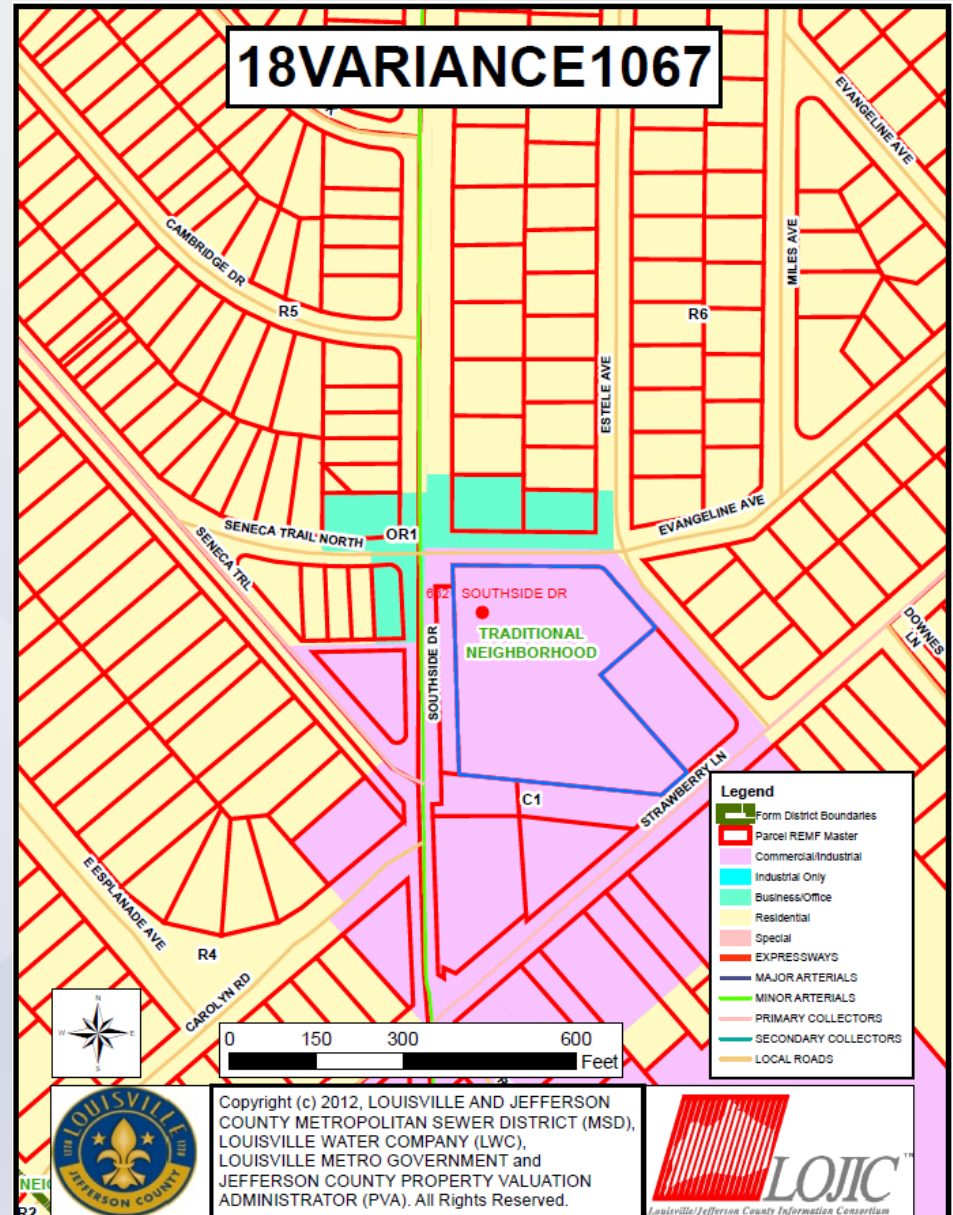 18VARIANCE1067
EVANGELINE AVE
CAMBRIDGE DR
MILES AVE
R5
R6
ESTELE AVE
EVANGELINE AVE
SENECA TRAIL NORTH
OR1
SENECA TRL
SOUTHSIDE DR
TRADITIONAL
NEIGHBORHOOD
DOWNES
LN
SOUTHSIDE DR
STRAWBERRY LN
C1
E ESPLANADE AVE
R4
CAROLYN RD
Legend
Form District Boundaries
Parcel REMF Master
Commercial/Industrial
Industrial Only
Business/Office
Residential
Special
EXPRESSWAYS
MAJOR ARTERIALS
MINOR ARTERIALS
PRIMARY COLLECTORS
SECONDARY COLLECTORS
LOCAL ROADS
N
W E
S
0 150 300 600
Feet
LOUISVILLE
1778 1778
JEFFERSON COUNTY
Copyright (c) 2012, LOUISVILLE AND JEFFERSON
COUNTY METROPOLITAN SEWER DISTRICT (MSD),
LOUISVILLE WATER COMPANY (LWC),
LOUISVILLE METRO GOVERNMENT and
JEFFERSON COUNTY PROPERTY VALUATION
ADMINISTRATOR (PVA). All Rights Reserved.
LOJIC™
Louisville/Jefferson County Information Consortium
R2